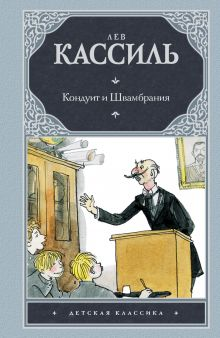 ЛЕВ
КАССИЛЬ
Кондуит и Швамбрания
ДЕТСКАЯ КЛАССИКА